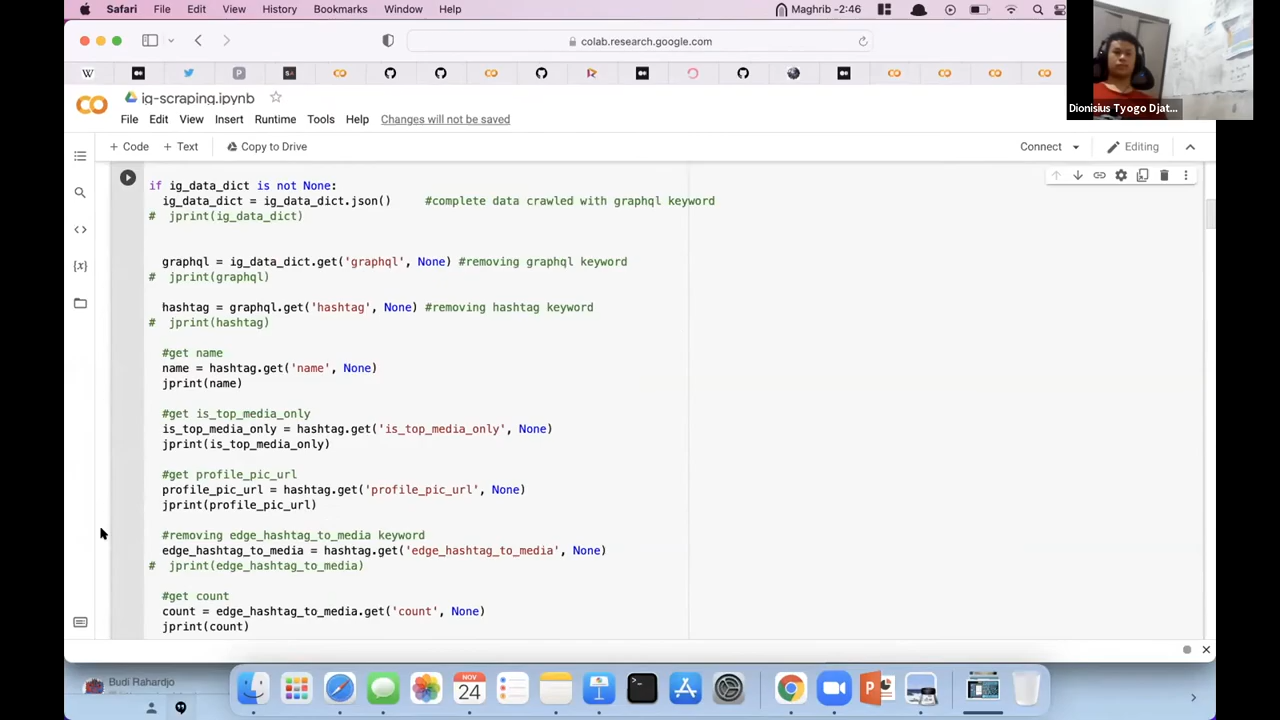 Safari File Edit View History Bookmarks Window Help Maghrib -2:46
colab.research.google.com
W P SA
ig-scraping.ipynb
File Edit View Insert Runtime Tools Help Changes will not be saved
+ Code + Text Copy to Drive Connect Editing
Dionisius Tyogo Djat...
if ig_data_dict is not None:
ig_data_dict = ig_data_dict.json() #complete data crawled with graphql keyword
# jprint(ig_data_dict)
graphql = ig_data_dict.get('graphql', None) #removing graphql keyword
# jprint(graphql)
hashtag = graphql.get('hashtag', None) #removing hashtag keyword
# jprint(hashtag)
#get name
name = hashtag.get('name', None)
jprint(name)
#get is_top_media_only
is_top_media_only = hashtag.get('is_top_media_only', None)
jprint(is_top_media_only)
#get profile_pic_url
profile_pic_url = hashtag.get('profile_pic_url', None)
jprint(profile_pic_url)
#removing edge_hashtag_to_media keyword
edge_hashtag_to_media = hashtag.get('edge_hashtag_to_media', None)
# jprint(edge_hashtag_to_media)
#get count
count = edge_hashtag_to_media.get('count', None)
jprint(count)
Budi Rahardjo
NOV
24